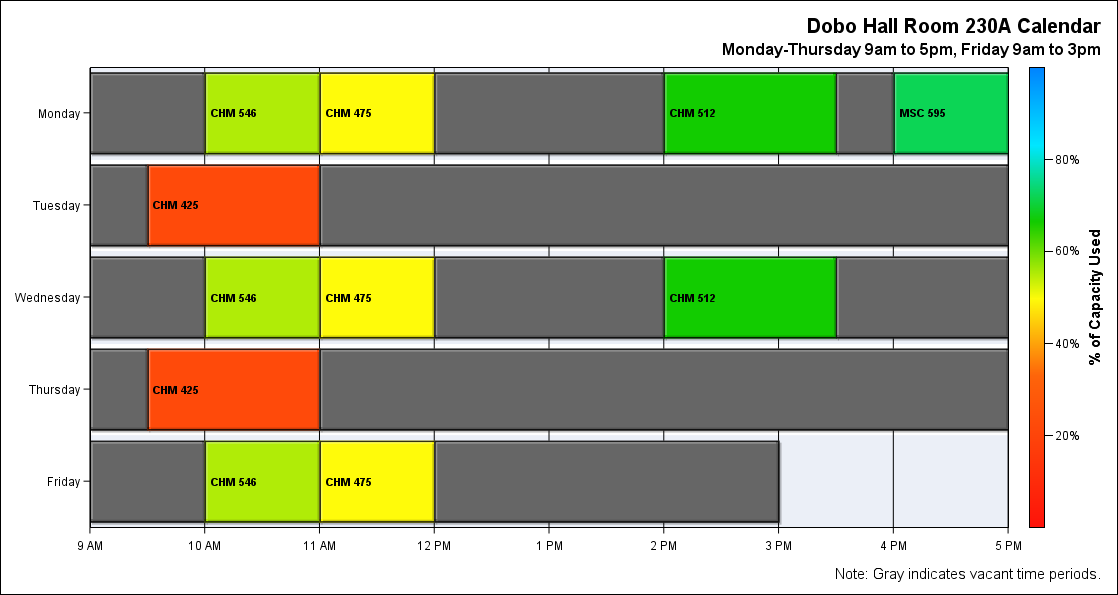 Dobo Hall Room 230A Calendar
Monday-Thursday 9am to 5pm, Friday 9am to 3pm
Monday
CHM 546
CHM 475
CHM 512
MSC 595
Tuesday
CHM 425
Wednesday
CHM 546
CHM 475
CHM 512
Thursday
CHM 425
Friday
CHM 546
CHM 475
9 AM
10 AM
11 AM
12 PM
1 PM
2 PM
3 PM
4 PM
5 PM
80%
60%
40%
20%
% of Capacity Used
Note: Gray indicates vacant time periods.